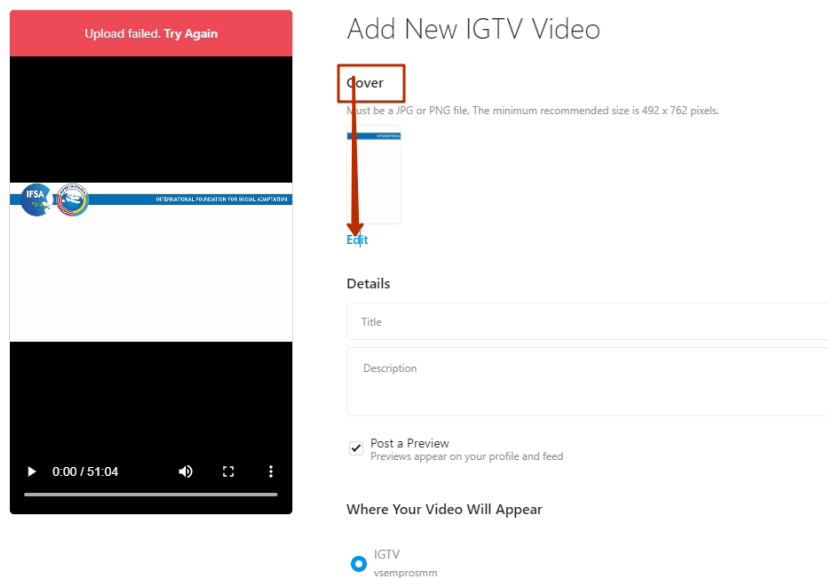 Upload failed. Try Again
IFSA
INTERNATIONAL FOUNDATION FOR SOCIAL ADAPTATION
0:00 / 51:04
Add New IGTV Video
Cover
Must be a JPG or PNG file. The minimum recommended size is 492 x 762 pixels.
Edit
Details
Title
Description
Post a Preview
Previews appear on your profile and feed
Where Your Video Will Appear
IGTV
vsemprosmm